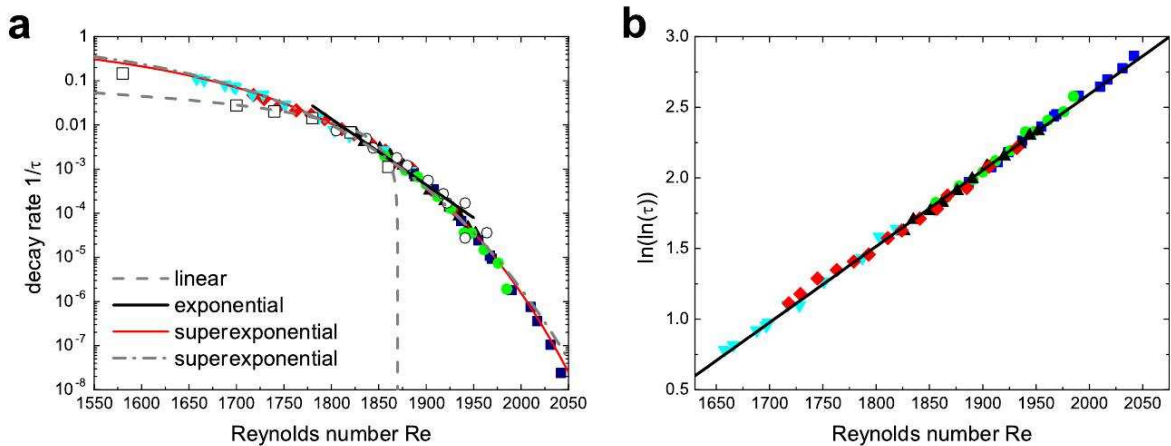 a
decay rate 1/τ
1
0.1
0.01
10⁻³
10⁻⁴
10⁻⁵
10⁻⁶
10⁻⁷
10⁻⁸
linear
exponential
superexponential
superexponential
1550 1600 1650 1700 1750 1800 1850 1900 1950 2000 2050
Reynolds number Re
b
ln(ln(τ))
3.0
2.5
2.0
1.5
1.0
0.5
1650 1700 1750 1800 1850 1900 1950 2000 2050
Reynolds number Re